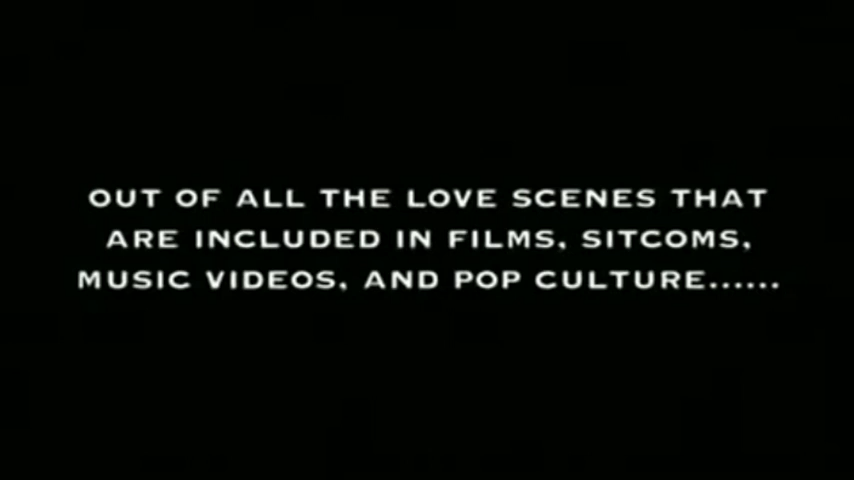 OUT OF ALL THE LOVE SCENES THAT
ARE INCLUDED IN FILMS, SITCOMS,
MUSIC VIDEOS, AND POP CULTURE......